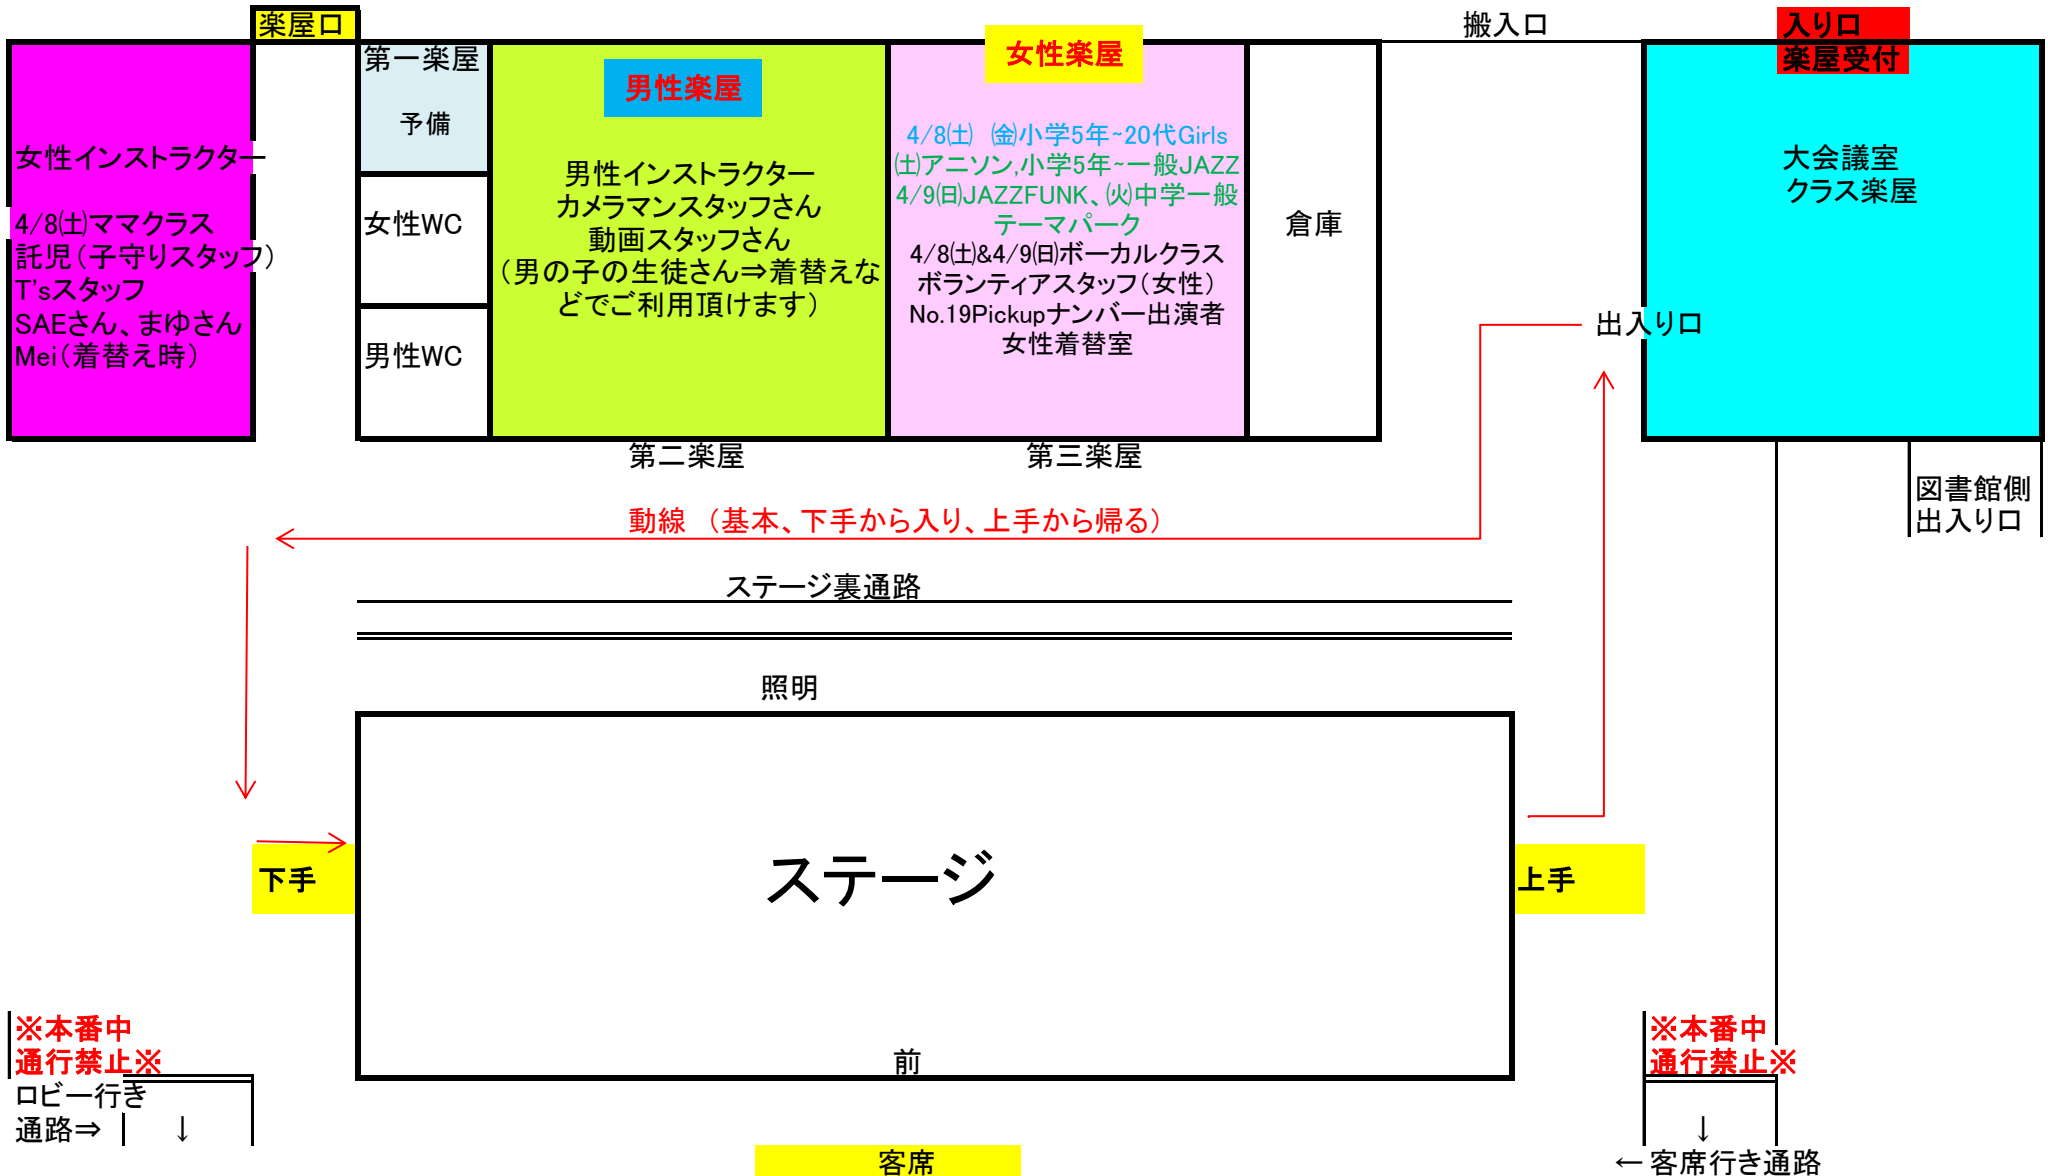 楽屋口
搬入口
入り口
楽屋受付
女性インストラクター
4/8㈯ママクラス
託児（子守りスタッフ）
T'sスタッフ
SAEさん、まゆさん
Mei（着替え時）
第一楽屋
予備
女性WC
男性WC
男性楽屋
男性インストラクター
カメラマンスタッフさん
動画スタッフさん
（男の子の生徒さん⇒着替えな
どでご利用頂けます）
第二楽屋
女性楽屋
4/8㈯　㈮小学5年~20代Girls
㈯アニソン,小学5年~一般JAZZ
4/9㈰JAZZFUNK、㈫中学一般
テーマパーク
4/8㈯&4/9㈰ボーカルクラス
ボランティアスタッフ（女性）
No.19Pickupナンバー出演者
女性着替室
第三楽屋
倉庫
大会議室
クラス楽屋
出入り口
図書館側
出入り口
動線　（基本、下手から入り、上手から帰る）
ステージ裏通路
照明
下手
ステージ
上手
前
※本番中
通行禁止※
ロビー行き
通路⇒
↓
※本番中
通行禁止※
↓
←客席行き通路
客席